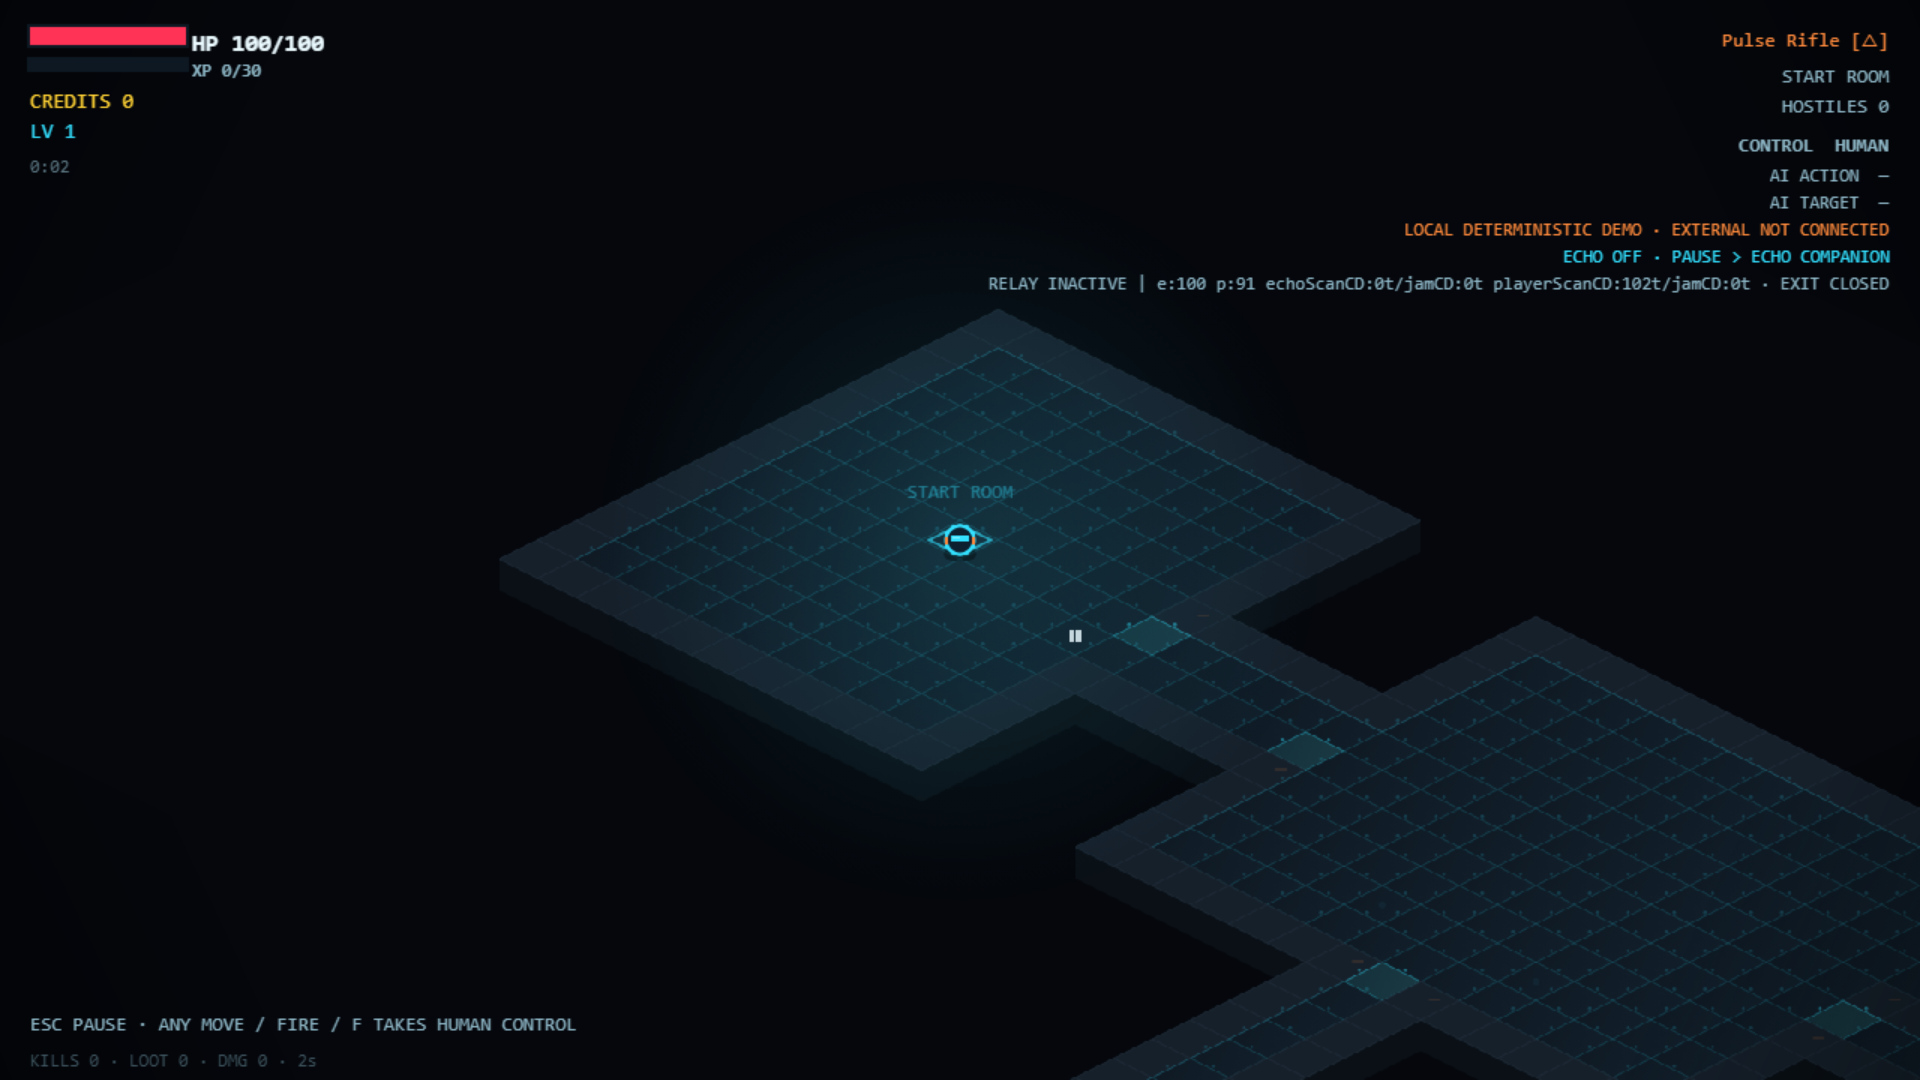 HP 100/100
XP 0/30
CREDITS 0
LV 1
0:02
Pulse Rifle [△]
START ROOM
HOSTILES 0
CONTROL HUMAN
AI ACTION —
AI TARGET —
LOCAL DETERMINISTIC DEMO · EXTERNAL NOT CONNECTED
ECHO OFF · PAUSE > ECHO COMPANION
RELAY INACTIVE | e:100 p:91 echoScanCD:0t/jamCD:0t playerScanCD:102t/jamCD:0t · EXIT CLOSED
START ROOM
ESC PAUSE · ANY MOVE / FIRE / F TAKES HUMAN CONTROL
KILLS 0 · LOOT 0 · DMG 0 · 2s